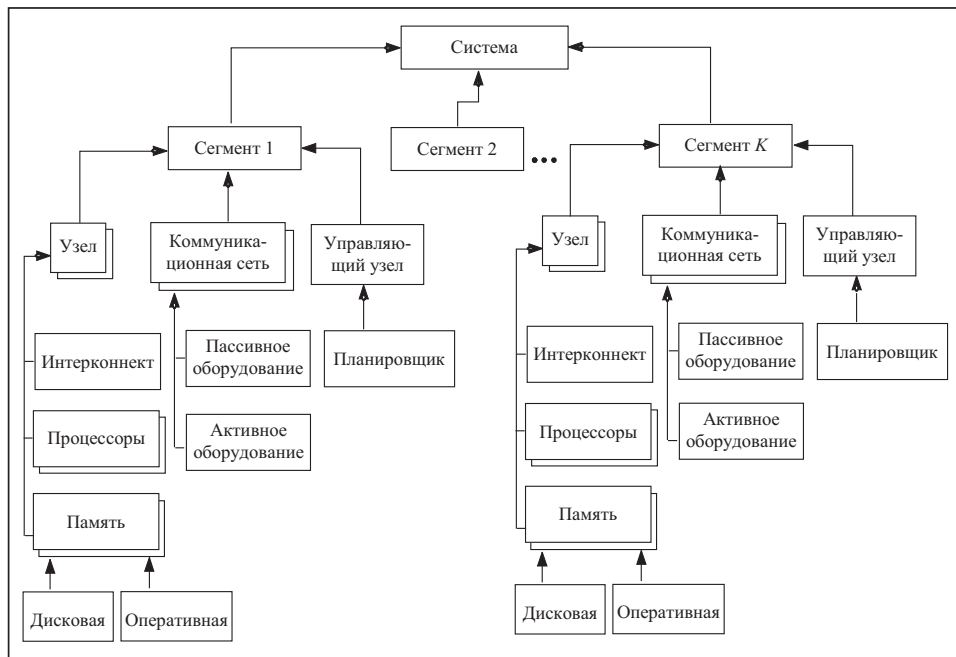 Система
Сегмент 1
Сегмент 2
...
Сегмент K
Узел
Коммуника-
ционная сеть
Управляю-
щий узел
Интерконнект
Пассивное
оборудование
Планировщик
Процессоры
Активное
оборудование
Память
Дисковая
Оперативная
Узел
Коммуника-
ционная сеть
Управляю-
щий узел
Интерконнект
Пассивное
оборудование
Планировщик
Процессоры
Активное
оборудование
Память
Дисковая
Оперативная